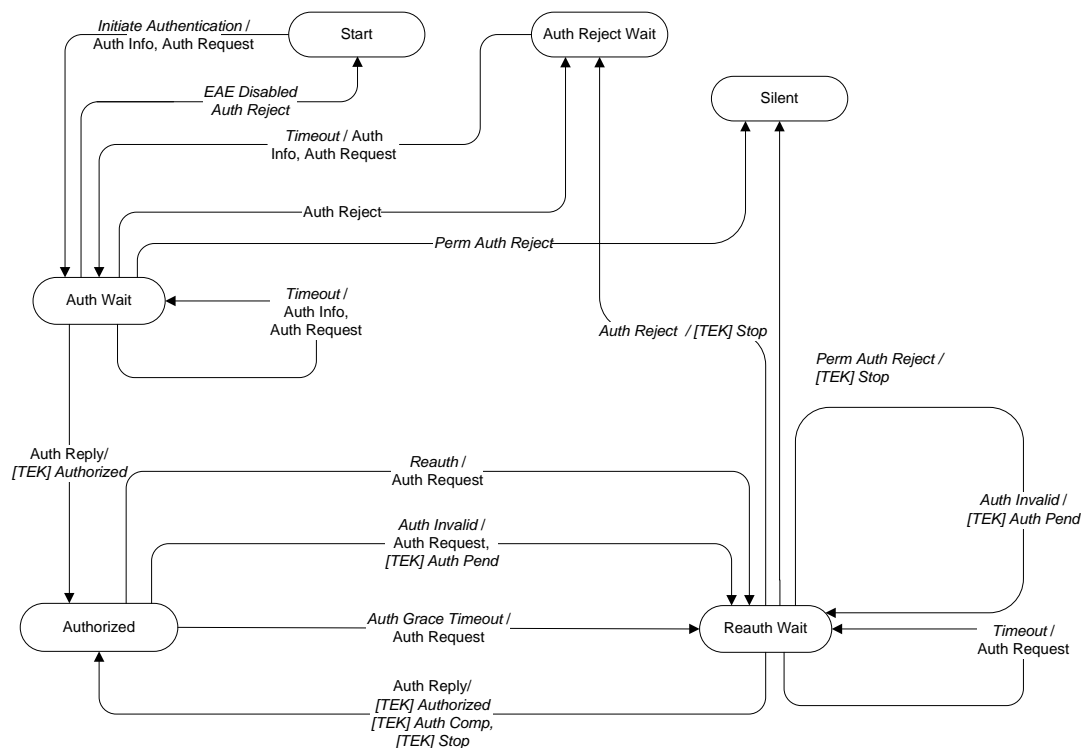 Initiate Authentication /
Auth Info, Auth Request
Start
Auth Reject Wait
EAE Disabled
Auth Reject
Silent
Timeout / Auth
Info, Auth Request
Auth Reject
Perm Auth Reject
Auth Wait
Timeout /
Auth Info,
Auth Request
Auth Reject / [TEK] Stop
Perm Auth Reject /
[TEK] Stop
Auth Reply/
[TEK] Authorized
Reauth /
Auth Request
Auth Invalid /
Auth Request,
[TEK] Auth Pend
Auth Invalid /
[TEK] Auth Pend
Authorized
Auth Grace Timeout /
Auth Request
Reauth Wait
Timeout /
Auth Request
Auth Reply/
[TEK] Authorized
[TEK] Auth Comp,
[TEK] Stop